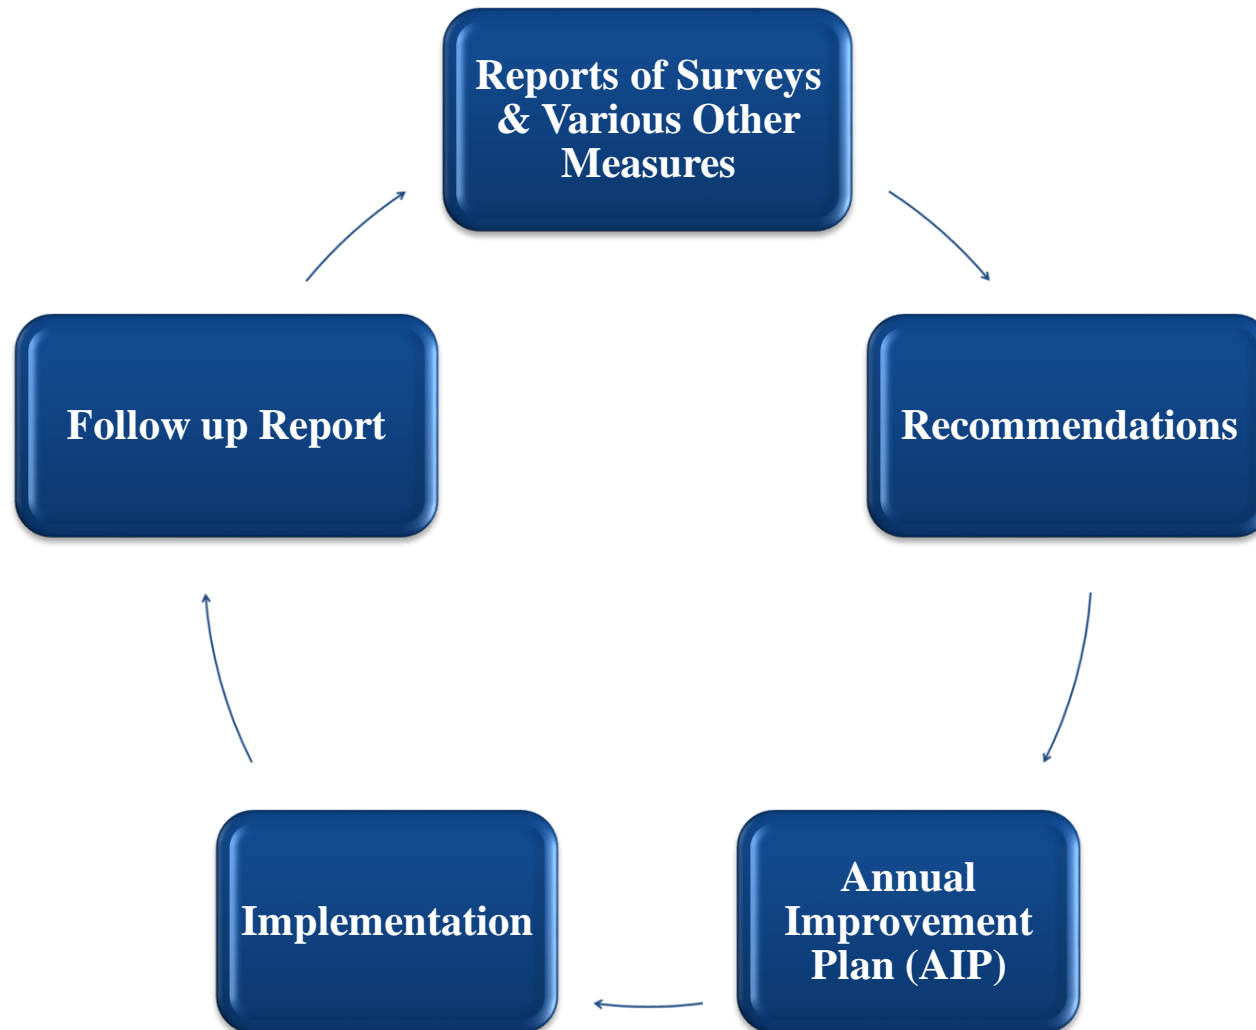 Reports of Surveys
& Various Other
Measures
Recommendations
Annual
Improvement
Plan (AIP)
Implementation
Follow up Report